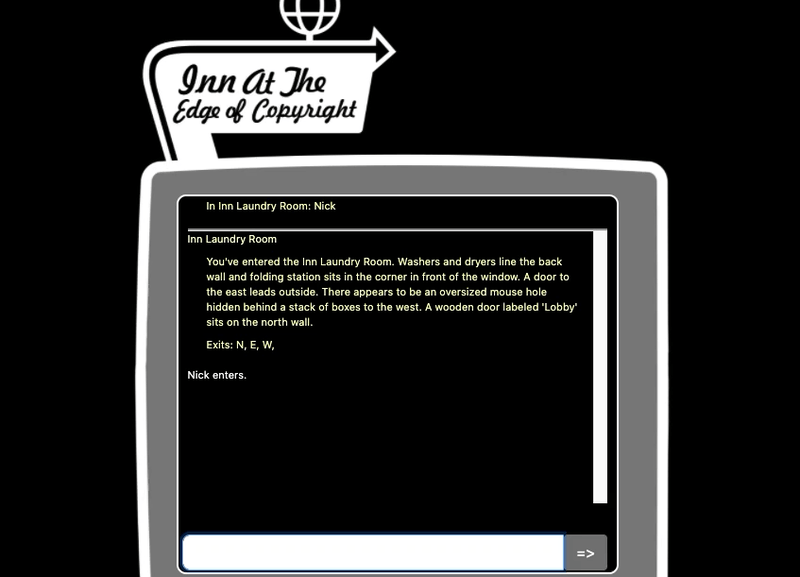 Inn At The
Edge of Copyright
In Inn Laundry Room: Nick
Inn Laundry Room
You've entered the Inn Laundry Room. Washers and dryers line the back
wall and folding station sits in the corner in front of the window. A door to
the east leads outside. There appears to be an oversized mouse hole
hidden behind a stack of boxes to the west. A wooden door labeled 'Lobby'
sits on the north wall.
Exits: N, E, W,
Nick enters.
=>